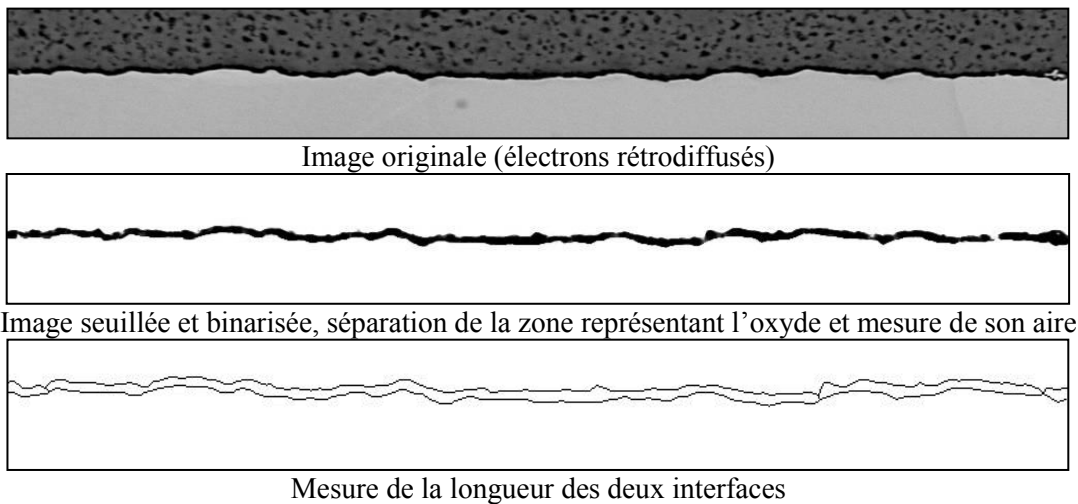 Image originale (électrons rétrodiffusés)
Image seuillée et binarisée, séparation de la zone représentant l’oxyde et mesure de son aire
Mesure de la longueur des deux interfaces